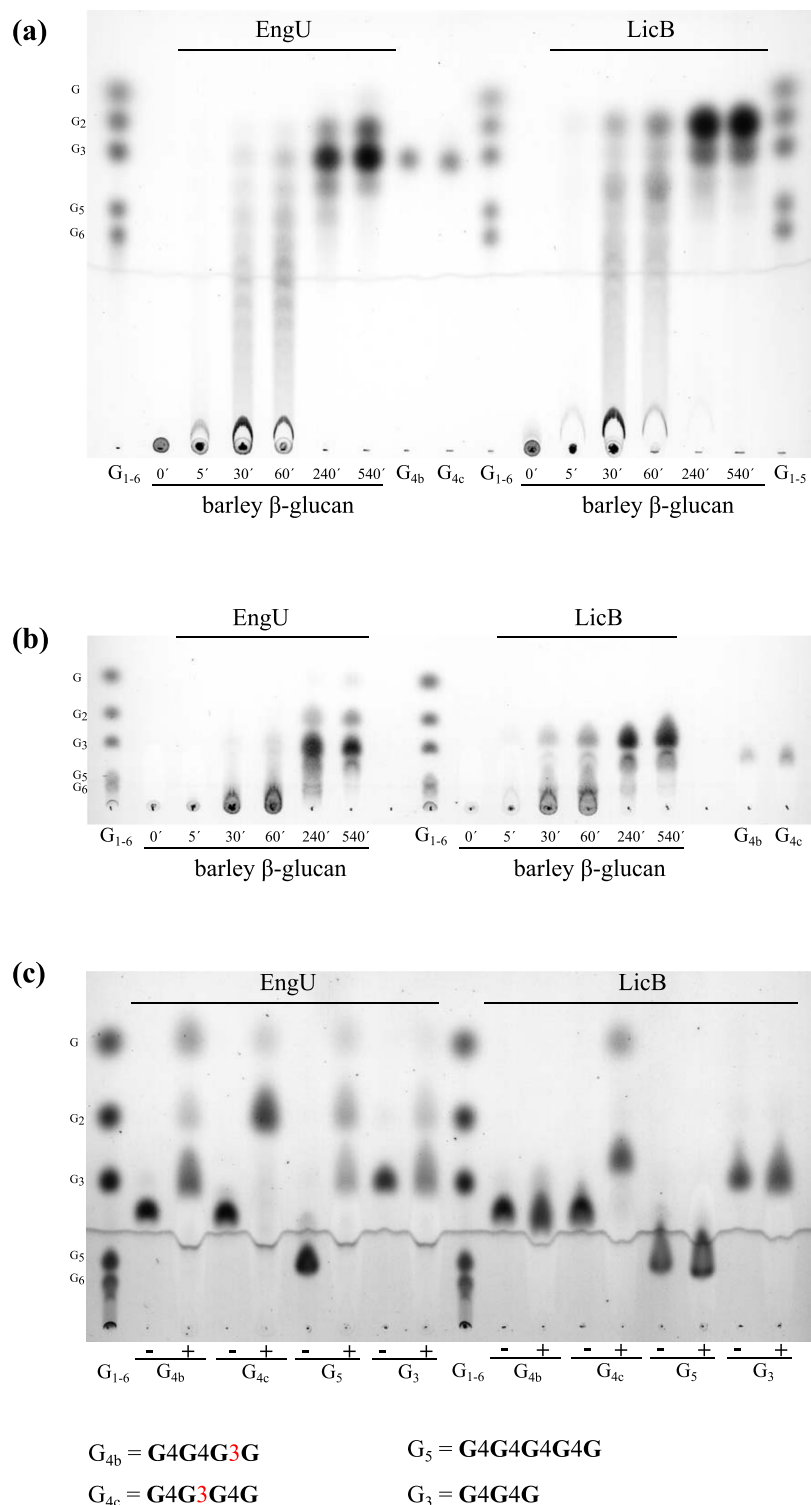 (a)
EngU LicB
G
G2
G3
G5
G6
G1-6 0′ 5′ 30′ 60′ 240′ 540′ G4b G4c G1-6 0′ 5′ 30′ 60′ 240′ 540′ G1-5
barley β-glucan barley β-glucan
(b)
EngU LicB
G
G2
G3
G5
G6
G1-6 0′ 5′ 30′ 60′ 240′ 540′ G1-6 0′ 5′ 30′ 60′ 240′ 540′ G4b G4c
barley β-glucan barley β-glucan
(c)
EngU LicB
G
G2
G3
G5
G6
- + - + - + - + - + - + - + - +
G1-6 G4b G4c G5 G3 G1-6 G4b G4c G5 G3
G4b = G4G4G3G G5 = G4G4G4G4G
G4c = G4G3G4G G3 = G4G4G